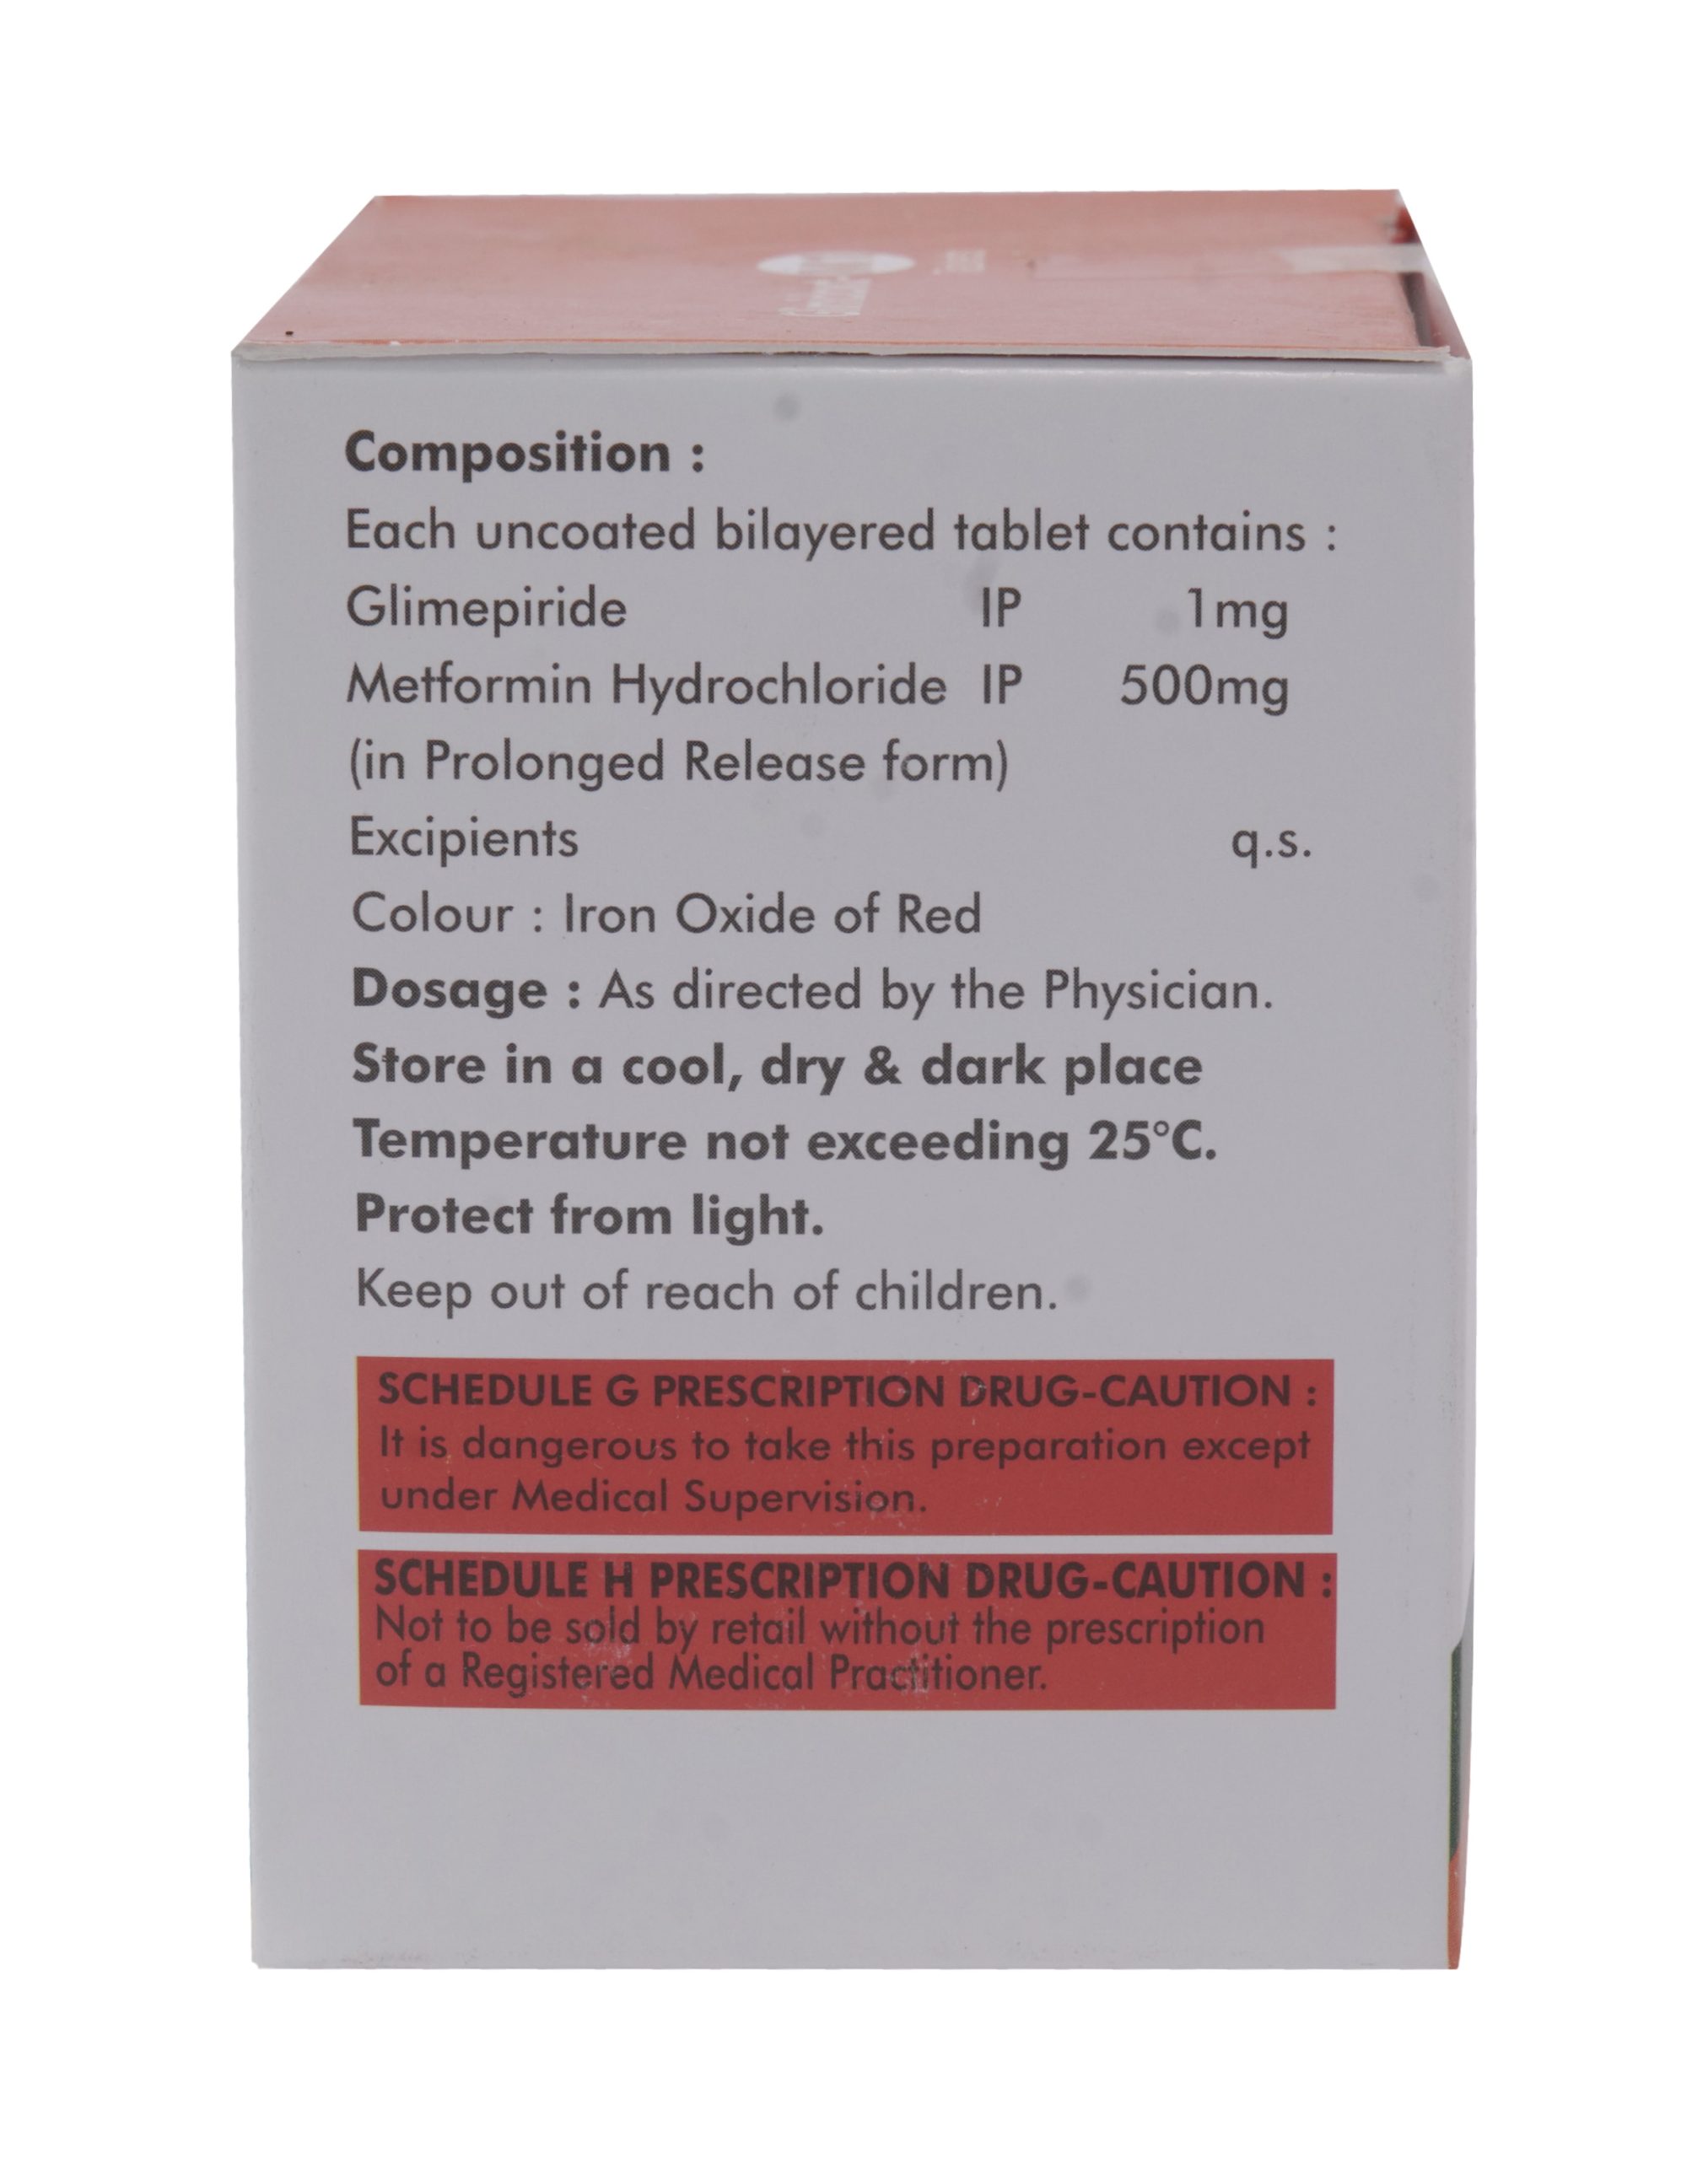 Composition :
Each uncoated bilayered tablet contains :
Glimepiride IP 1mg
Metformin Hydrochloride IP 500mg
(in Prolonged Release form)
Excipients q.s.
Colour : Iron Oxide of Red
Dosage : As directed by the Physician.
Store in a cool, dry & dark place
Temperature not exceeding 25°C.
Protect from light.
Keep out of reach of children.
SCHEDULE G PRESCRIPTION DRUG-CAUTION :
It is dangerous to take this preparation except
under Medical Supervision.
SCHEDULE H PRESCRIPTION DRUG-CAUTION :
Not to be sold by retail without the prescription
of a Registered Medical Practitioner.